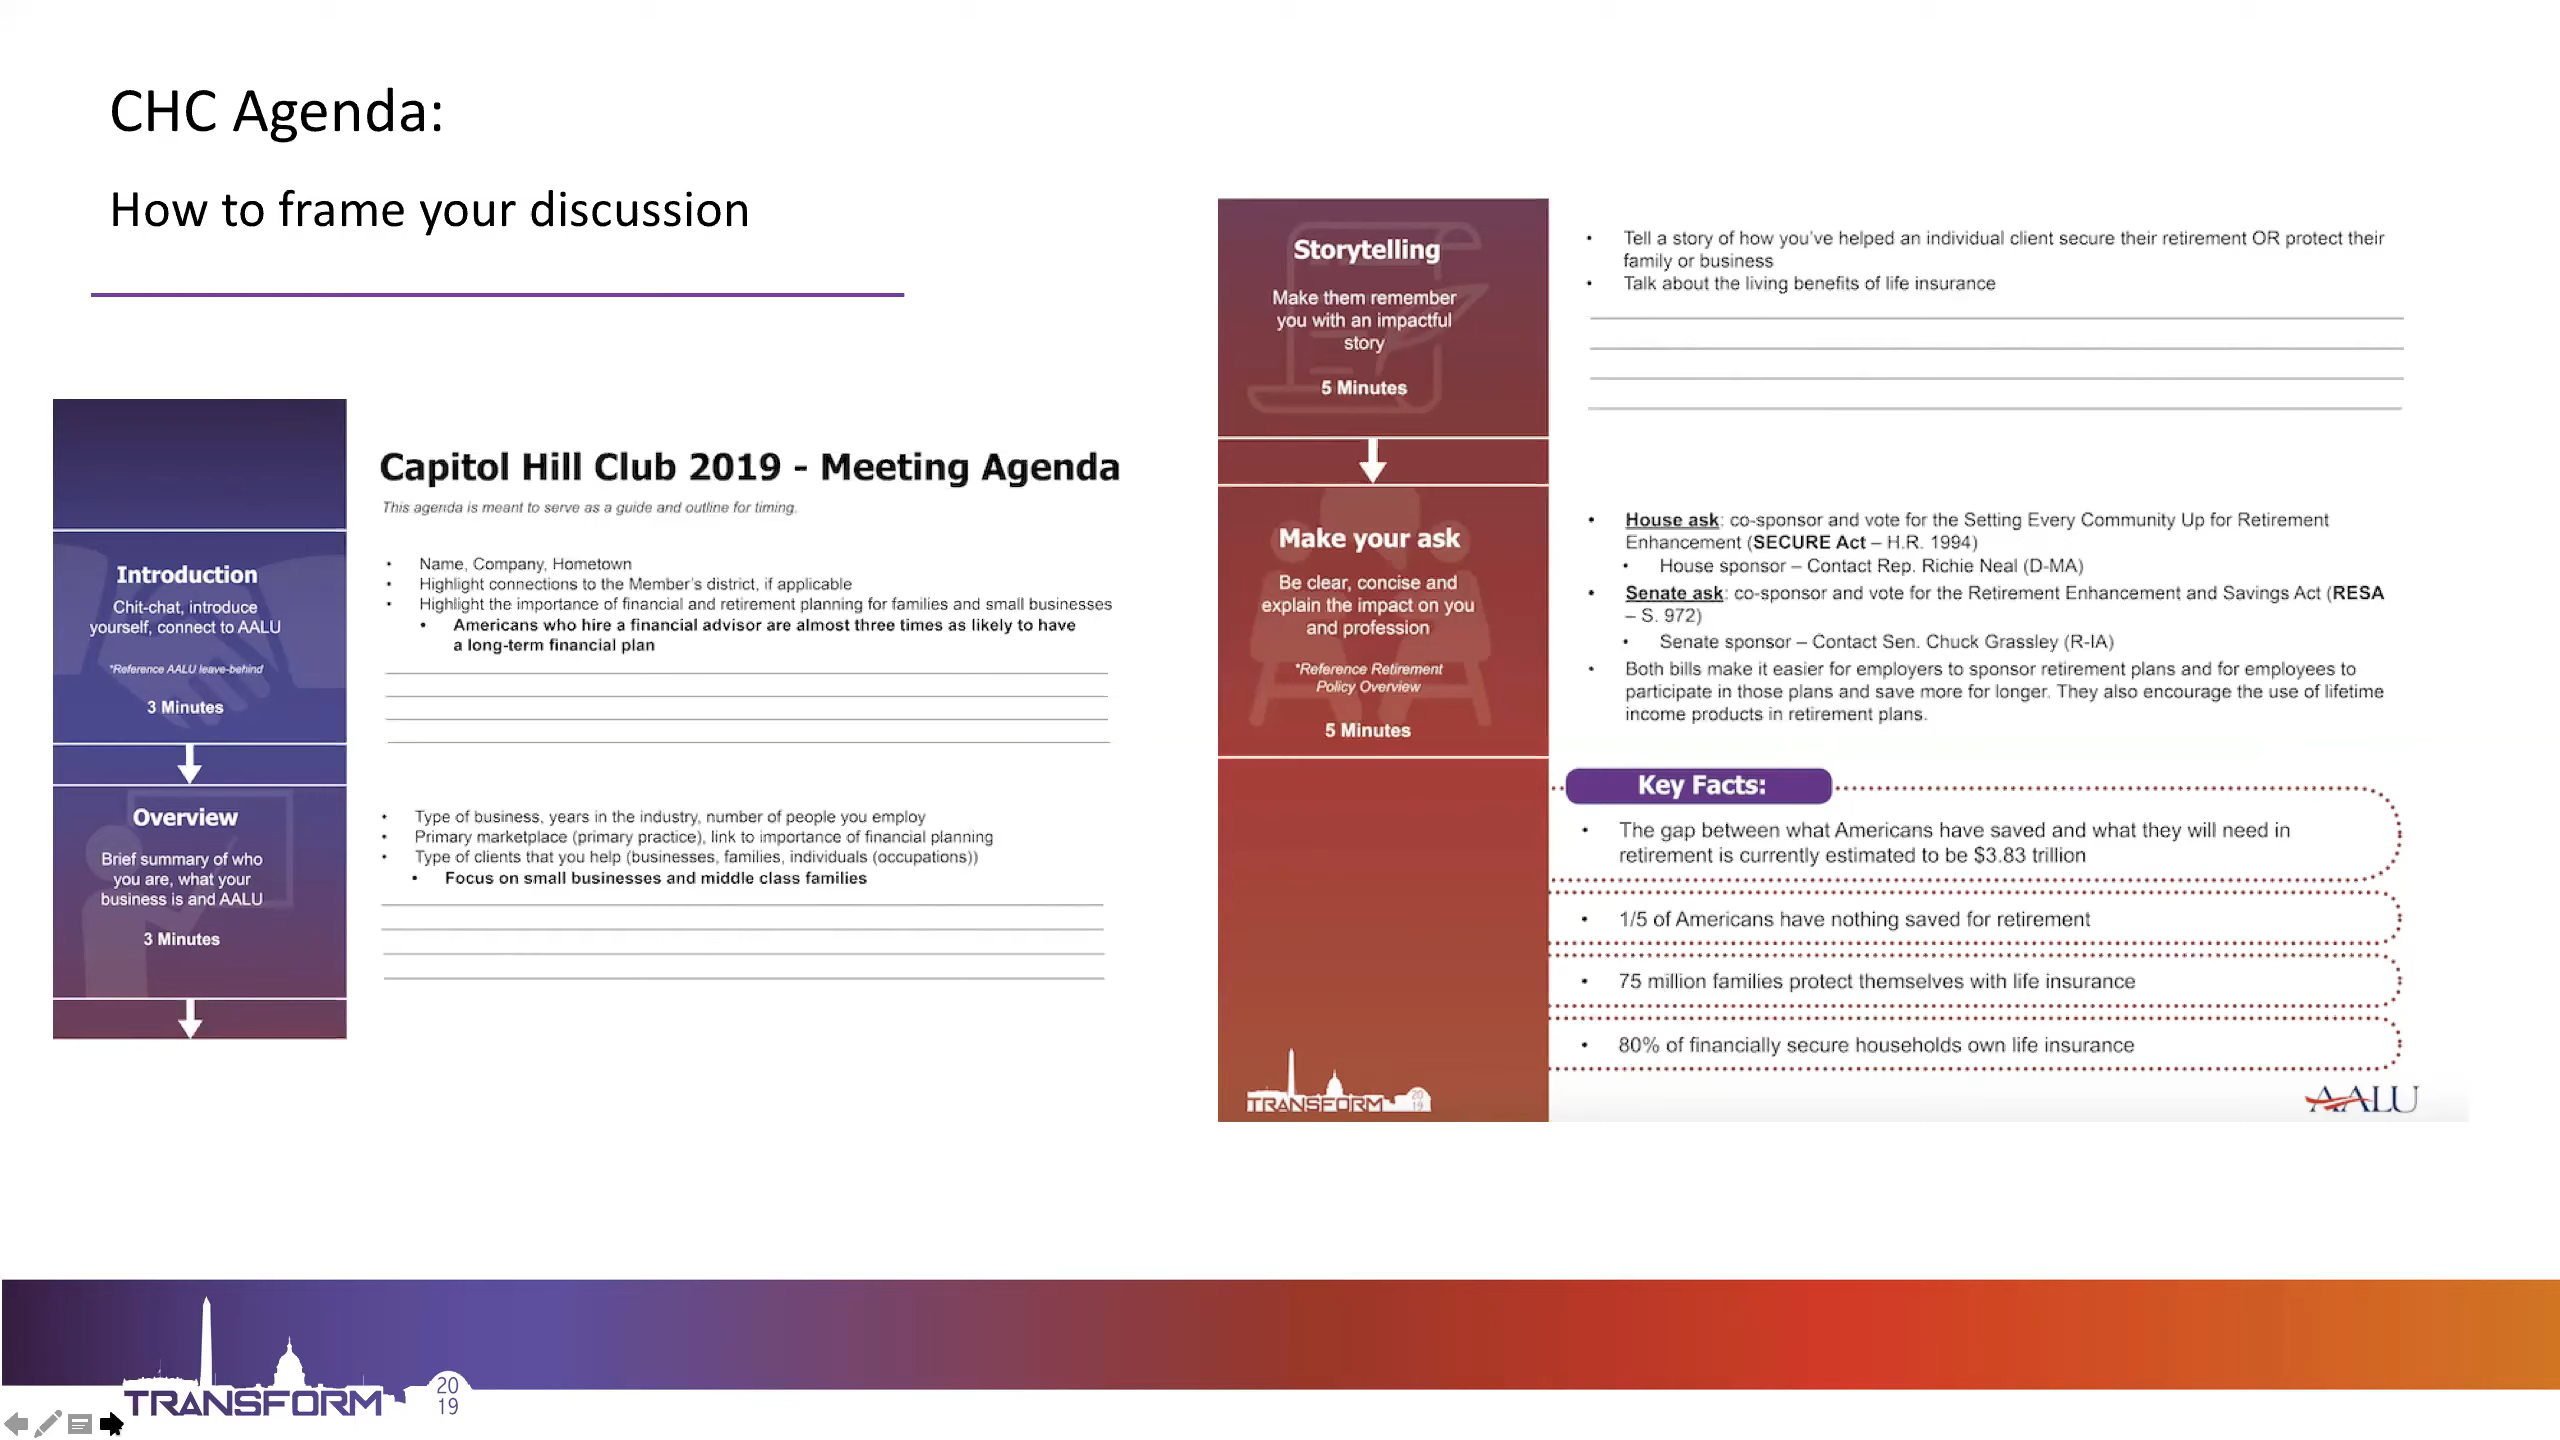 CHC Agenda:
How to frame your discussion
Capitol Hill Club 2019 - Meeting Agenda
This agenda is meant to serve as a guide and outline for timing.
Introduction
Chit-chat, introduce
yourself, connect to AALU
*Reference AALU leave-behind
3 Minutes
• Name, Company, Hometown
• Highlight connections to the Member's district, if applicable
• Highlight the importance of financial and retirement planning for families and small businesses
• Americans who hire a financial advisor are almost three times as likely to have
a long-term financial plan
Overview
Brief summary of who
you are, what your
business is and AALU
3 Minutes
• Type of business, years in the industry, number of people you employ
• Primary marketplace (primary practice), link to importance of financial planning
• Type of clients that you help (businesses, families, individuals (occupations))
• Focus on small businesses and middle class families
Storytelling
Make them remember
you with an impactful
story
5 Minutes
• Tell a story of how you've helped an individual client secure their retirement OR protect their
family or business
• Talk about the living benefits of life insurance
Make your ask
Be clear, concise and
explain the impact on you
and profession
*Reference Retirement
Policy Overview
5 Minutes
• House ask: co-sponsor and vote for the Setting Every Community Up for Retirement
Enhancement (SECURE Act – H.R. 1994)
• House sponsor – Contact Rep. Richie Neal (D-MA)
• Senate ask: co-sponsor and vote for the Retirement Enhancement and Savings Act (RESA
– S. 972)
• Senate sponsor – Contact Sen. Chuck Grassley (R-IA)
• Both bills make it easier for employers to sponsor retirement plans and for employees to
participate in those plans and save more for longer. They also encourage the use of lifetime
income products in retirement plans.
Key Facts:
• The gap between what Americans have saved and what they will need in
retirement is currently estimated to be $3.83 trillion
• 1/5 of Americans have nothing saved for retirement
• 75 million families protect themselves with life insurance
• 80% of financially secure households own life insurance
TRANSFORM 20
19
AALU
TRANSFORM 20
19